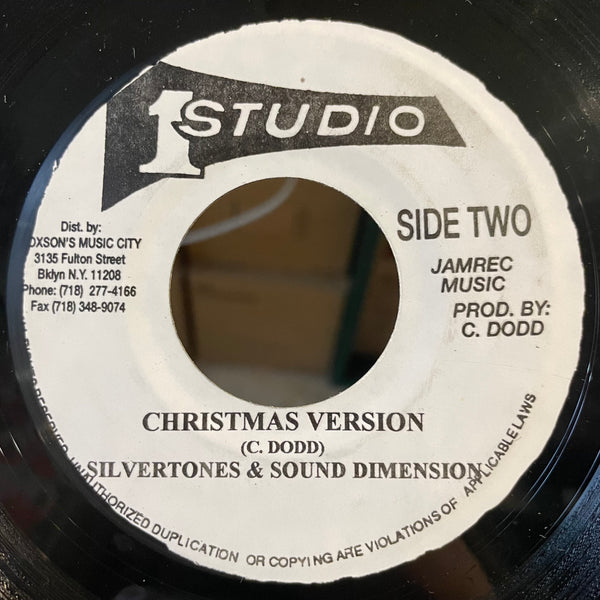 1 STUDIO
SIDE TWO
JAMREC
MUSIC
PROD. BY:
C. DODD
Dist. by:
OXSON'S MUSIC CITY
3135 Fulton Street
Bklyn N.Y. 11208
Phone: (718) 277-4166
Fax (718) 348-9074
CHRISTMAS VERSION
(C. DODD)
SILVERTONES & SOUND DIMENSION
RESERVED. UNAUTHORIZED DUPLICATION OR COPYING ARE VIOLATIONS OF APPLICABLE LAWS